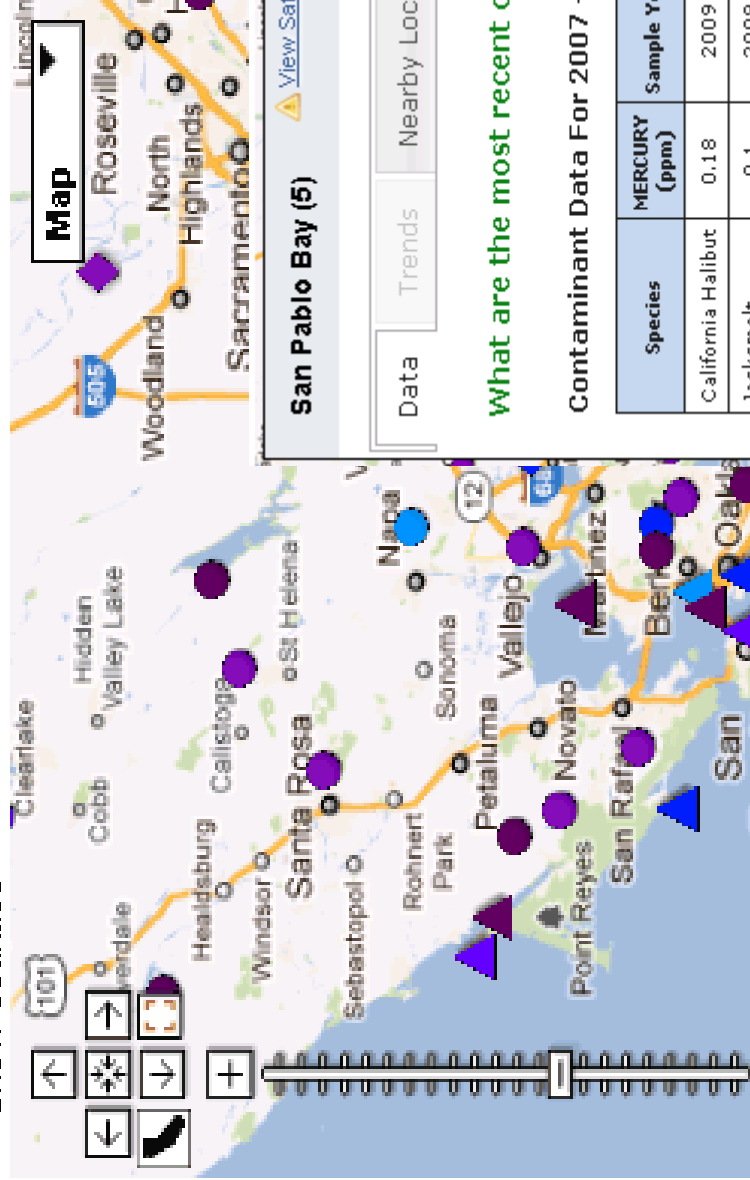 Lincoln
Map
Roseville
North
Highlands
Sacramento
Woodland
505
Clearlake
Hidden
Valley Lake
Cobb
101
Calistoga
St Helena
Healdsburg
Windsor
Santa Rosa
Sebastopol
Rohnert
Park
Petaluma
Sonoma
Napa
12
Vallejo
Martinez
Novato
San Rafael
Point Reyes
San
San Pablo Bay (5)
View Sa
Data
Trends
Nearby Loc
What are the most recent
Contaminant Data For 2007 -
Species
MERCURY
(ppm)
Sample Y
California Halibut
0.18
2009